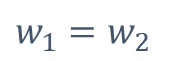 w₁ = w₂